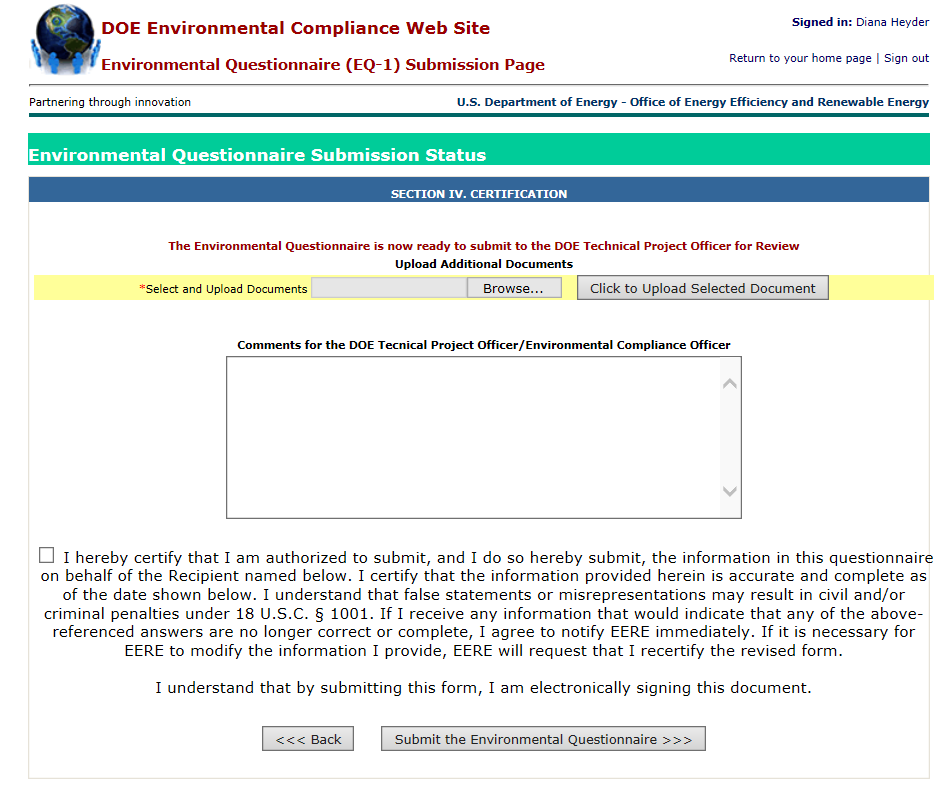 DOE Environmental Compliance Web Site
Signed in: Diana Heyder
Environmental Questionnaire (EQ-1) Submission Page
Return to your home page | Sign out
Partnering through innovation
U.S. Department of Energy - Office of Energy Efficiency and Renewable Energy
Environmental Questionnaire Submission Status
SECTION IV. CERTIFICATION
The Environmental Questionnaire is now ready to submit to the DOE Technical Project Officer for Review
Upload Additional Documents
*Select and Upload Documents Browse... Click to Upload Selected Document
Comments for the DOE Tecnical Project Officer/Environmental Compliance Officer
I hereby certify that I am authorized to submit, and I do so hereby submit, the information in this questionnaire
on behalf of the Recipient named below. I certify that the information provided herein is accurate and complete as
of the date shown below. I understand that false statements or misrepresentations may result in civil and/or
criminal penalties under 18 U.S.C. § 1001. If I receive any information that would indicate that any of the above-
referenced answers are no longer correct or complete, I agree to notify EERE immediately. If it is necessary for
EERE to modify the information I provide, EERE will request that I recertify the revised form.
I understand that by submitting this form, I am electronically signing this document.
<<< Back
Submit the Environmental Questionnaire >>>